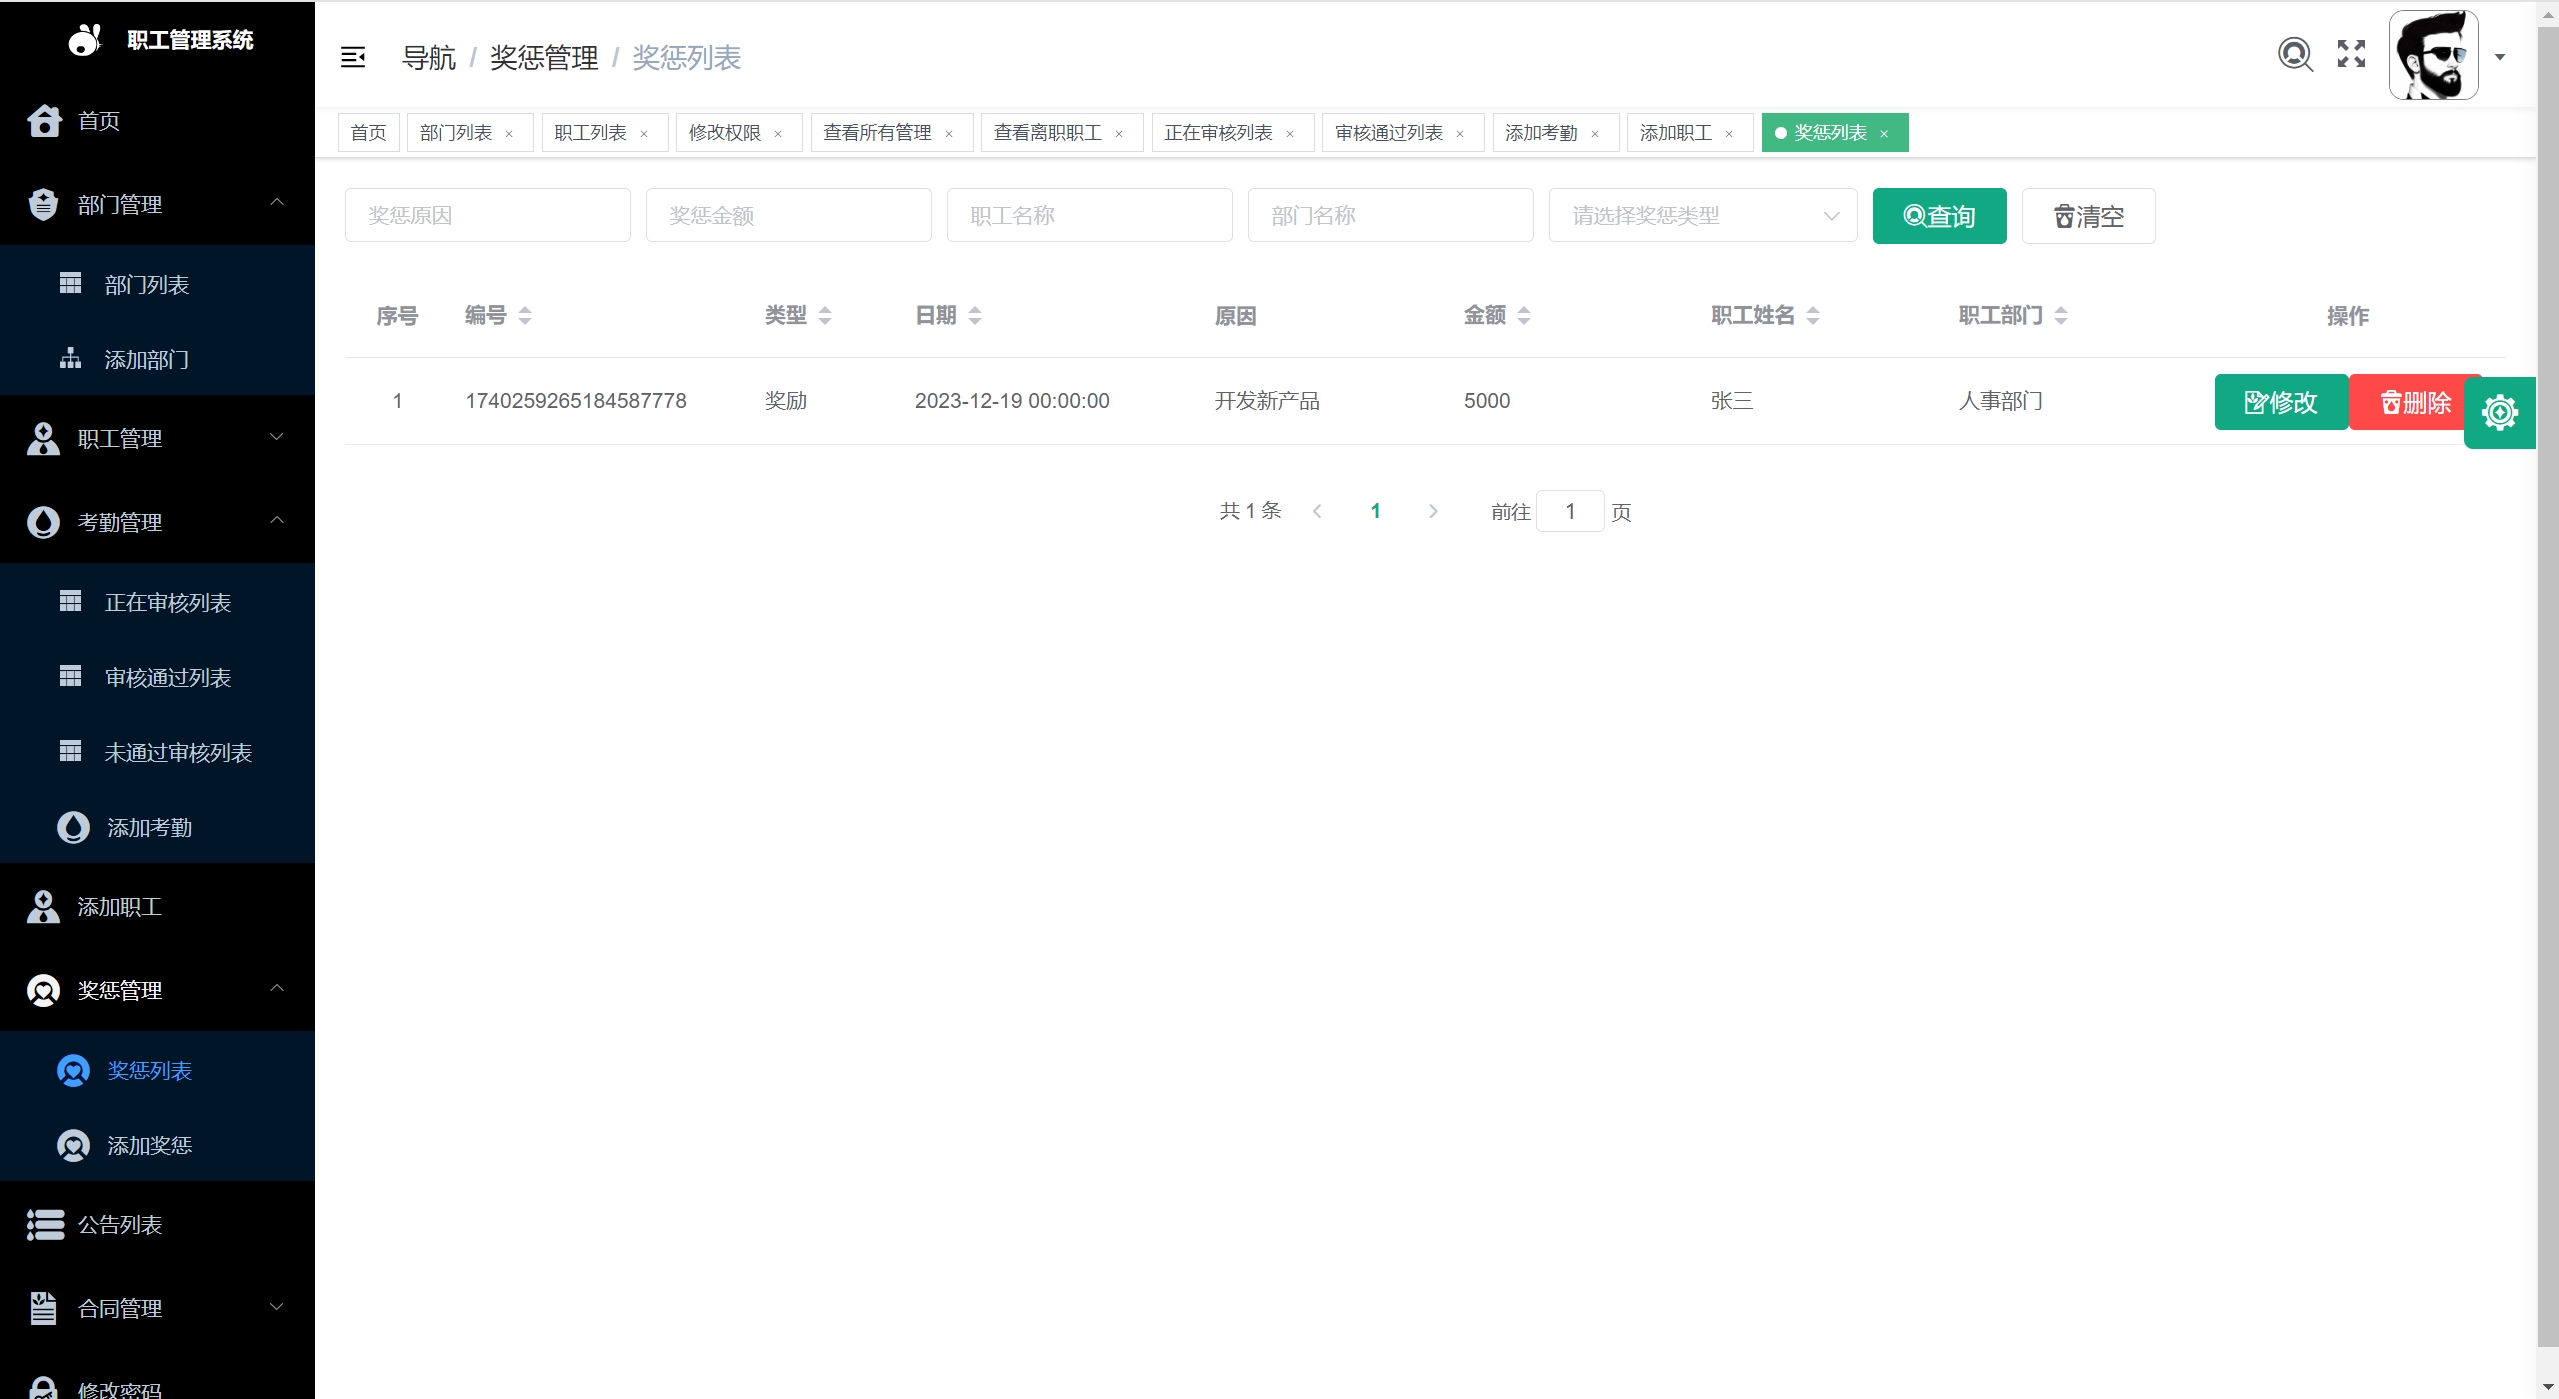 职工管理系统
首页
部门管理
部门列表
添加部门
职工管理
考勤管理
正在审核列表
审核通过列表
未通过审核列表
添加考勤
添加职工
奖惩管理
奖惩列表
添加奖惩
公告列表
合同管理
修改密码
导航 / 奖惩管理 / 奖惩列表
首页 部门列表 × 职工列表 × 修改权限 × 查看所有管理 × 查看离职职工 × 正在审核列表 × 审核通过列表 × 添加考勤 × 添加职工 × 奖惩列表 ×
奖惩原因 奖惩金额 职工名称 部门名称 请选择奖惩类型 查询 清空
序号 编号 类型 日期 原因 金额 职工姓名 职工部门 操作
1 1740259265184587778 奖励 2023-12-19 00:00:00 开发新产品 5000 张三 人事部门 修改 删除
共 1 条 1 前往 1 页